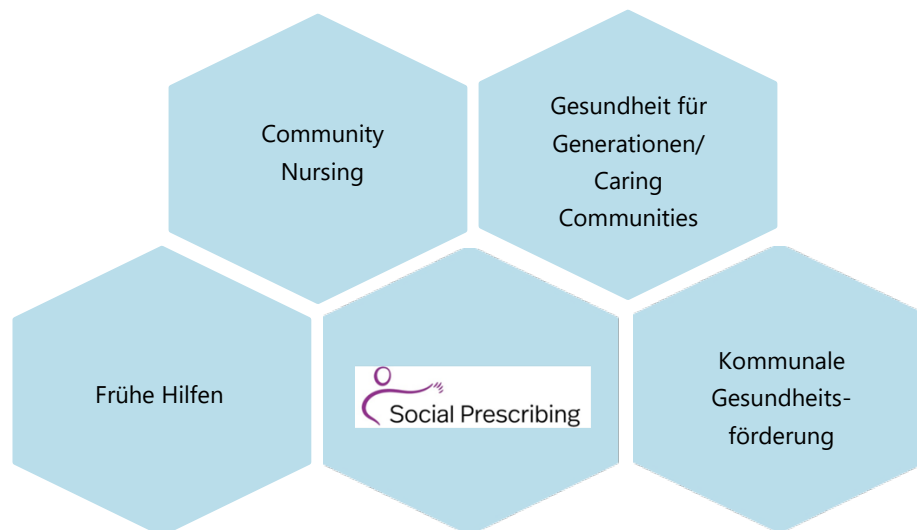 Community
Nursing
Gesundheit für
Generationen/
Caring
Communities
Frühe Hilfen
Social Prescribing
Kommunale
Gesundheits-
förderung